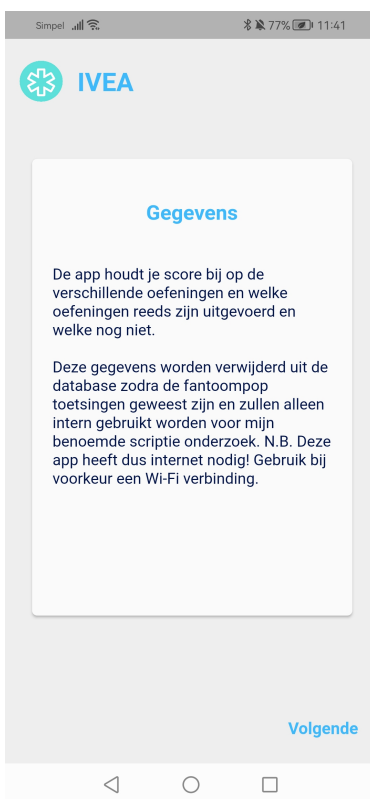 Simpel 77% 11:41
IVEA
Gegevens
De app houdt je score bij op de
verschillende oefeningen en welke
oefeningen reeds zijn uitgevoerd en
welke nog niet.
Deze gegevens worden verwijderd uit de
database zodra de fantoompop
toetsingen geweest zijn en zullen alleen
intern gebruikt worden voor mijn
benoemde scriptie onderzoek. N.B. Deze
app heeft dus internet nodig! Gebruik bij
voorkeur een Wi-Fi verbinding.
Volgende